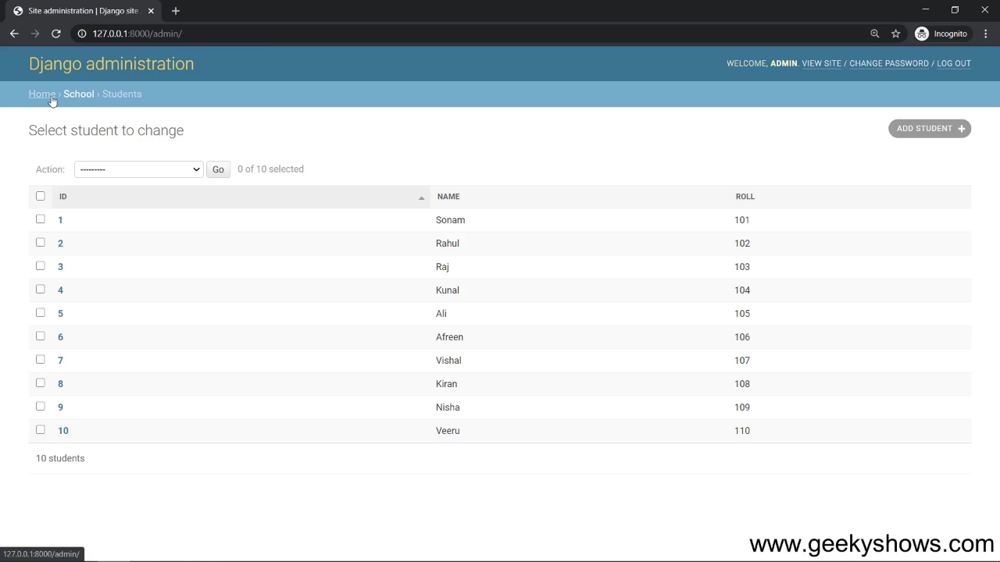 Site administration | Django site
127.0.0.1:8000/admin/
Incognito
Django administration
WELCOME, ADMIN. VIEW SITE / CHANGE PASSWORD / LOG OUT
Home › School › Students
Select student to change
ADD STUDENT +
Action: --------- Go 0 of 10 selected
ID NAME ROLL
1 Sonam 101
2 Rahul 102
3 Raj 103
4 Kunal 104
5 Ali 105
6 Afreen 106
7 Vishal 107
8 Kiran 108
9 Nisha 109
10 Veeru 110
10 students
www.geekyshows.com
127.0.0.1:8000/admin/